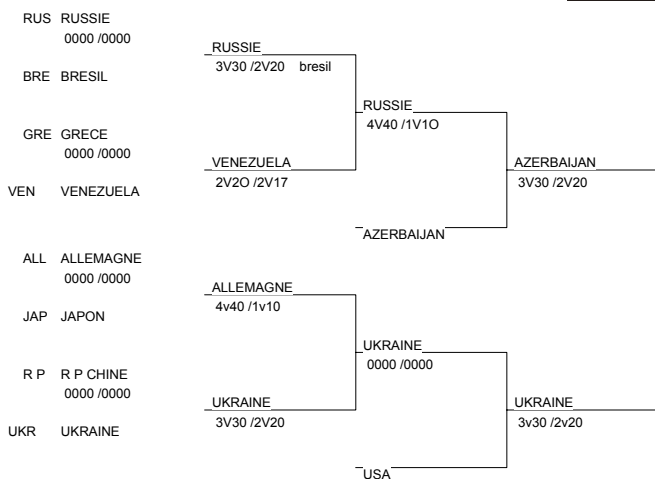 RUS RUSSIE
0000 /0000
BRE BRESIL
GRE GRECE
0000 /0000
VEN VENEZUELA
ALL ALLEMAGNE
0000 /0000
JAP JAPON
R P R P CHINE
0000 /0000
UKR UKRAINE
RUSSIE
3V30 /2V20 bresil
VENEZUELA
2V2O /2V17
ALLEMAGNE
4v40 /1v10
UKRAINE
3V30 /2V20
RUSSIE
4V40 /1V1O
AZERBAIJAN
UKRAINE
0000 /0000
USA
AZERBAIJAN
3V30 /2V20
UKRAINE
3v30 /2v20